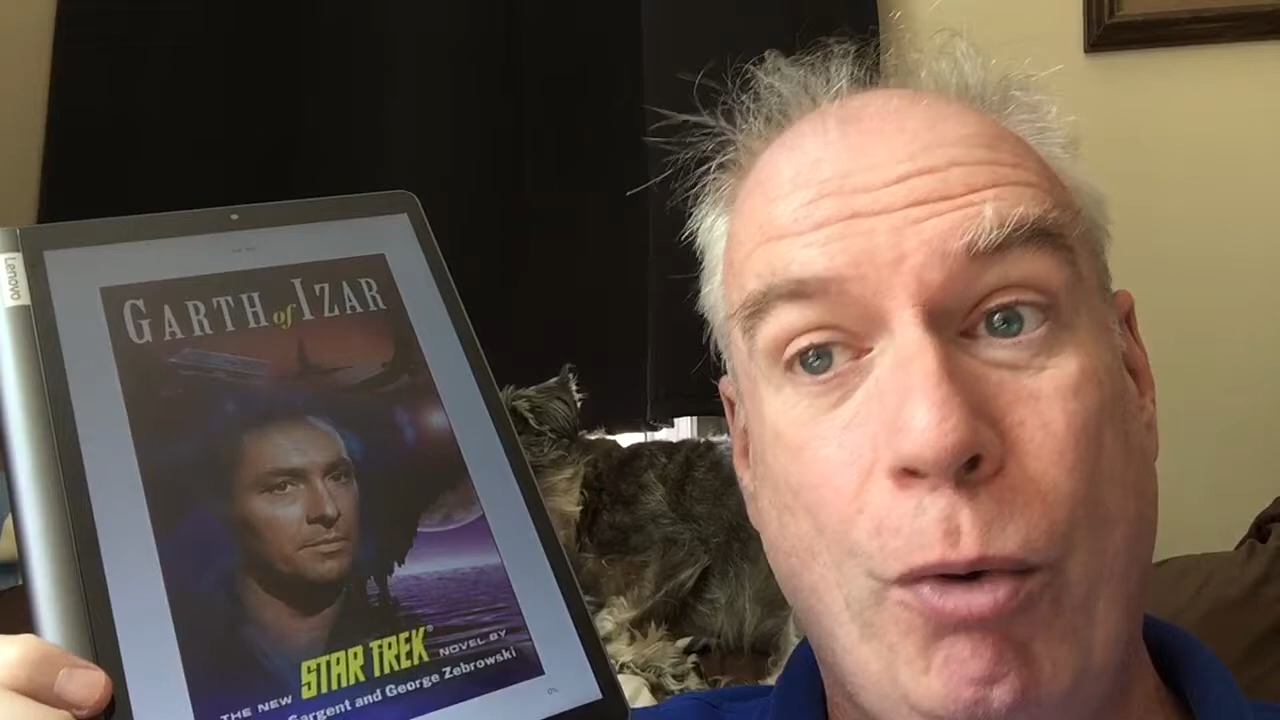 Lenovo
GARTH of IZAR
THE NEW STAR TREK® NOVEL BY
Sargent and George Zebrowski